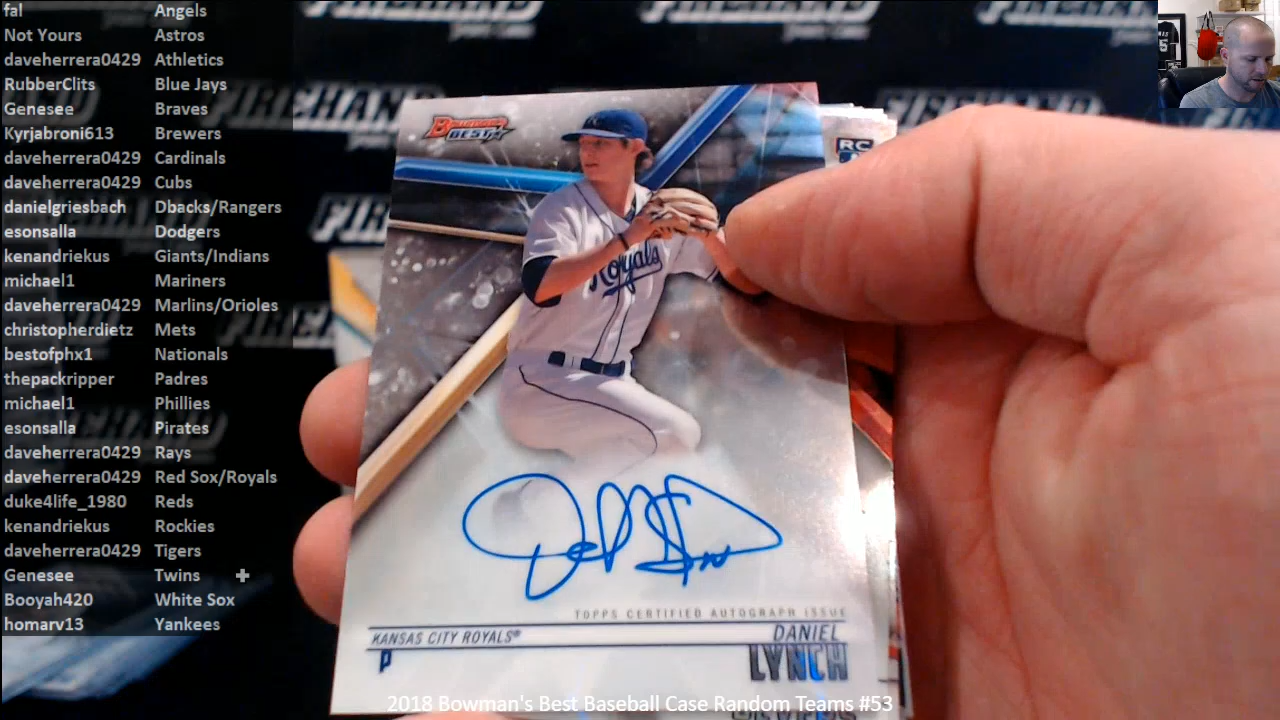 fal Angels
Not Yours Astros
daveherrera0429 Athletics
RubberClits Blue Jays
Genesee Braves
Kyrjabroni613 Brewers
daveherrera0429 Cardinals
daveherrera0429 Cubs
danielgriesbach Dbacks/Rangers
esonsalla Dodgers
kenandriekus Giants/Indians
michael1 Mariners
daveherrera0429 Marlins/Orioles
christopherdietz Mets
bestofphx1 Nationals
thepackripper Padres
michael1 Phillies
esonsalla Pirates
daveherrera0429 Rays
daveherrera0429 Red Sox/Royals
duke4life_1980 Reds
kenandriekus Rockies
daveherrera0429 Tigers
Genesee Twins +
Booyah420 White Sox
homarv13 Yankees
FIREHAND
BOWMAN'S
BEST
RC
Royals
TOPPS CERTIFIED AUTOGRAPH ISSUE
KANSAS CITY ROYALS®
DANIEL
P
LYNCH
2018 Bowman's Best Baseball Case Random Teams #53